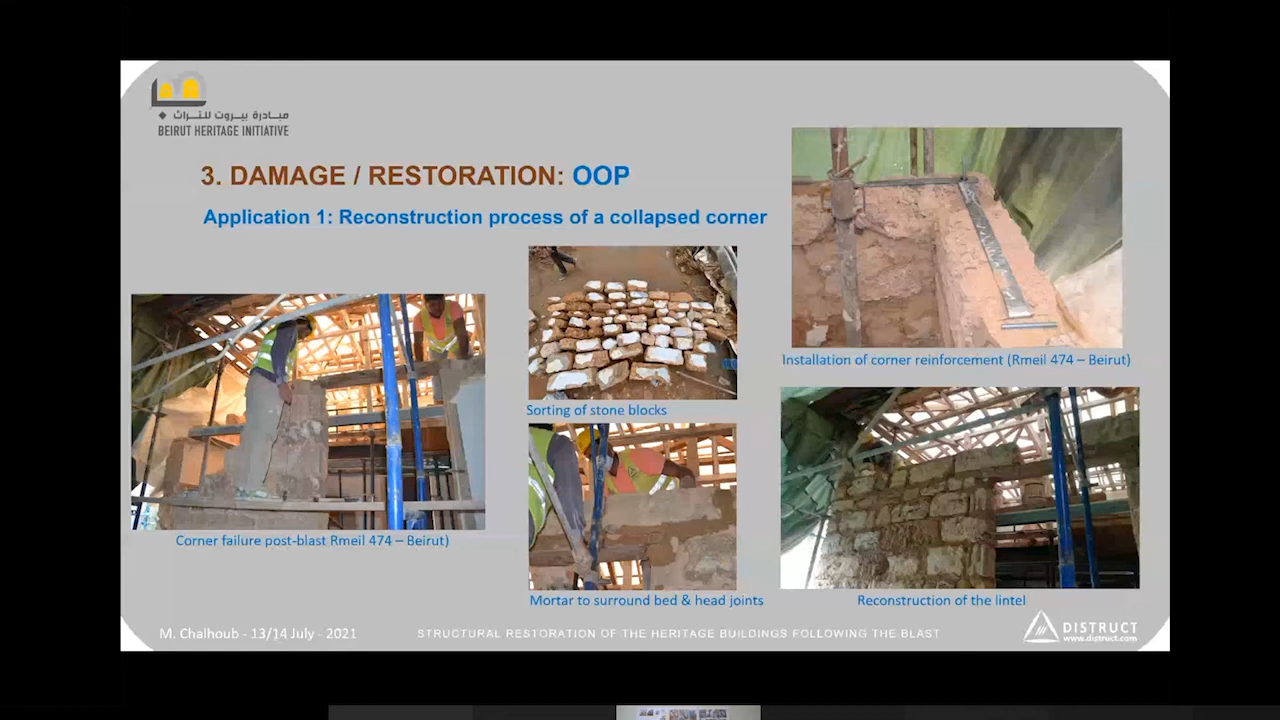 مبادرة بيروت للتراث
BEIRUT HERITAGE INITIATIVE
3. DAMAGE / RESTORATION: OOP
Application 1: Reconstruction process of a collapsed corner
Corner failure post-blast Rmeil 474 – Beirut)
Sorting of stone blocks
Mortar to surround bed & head joints
Installation of corner reinforcement (Rmeil 474 – Beirut)
Reconstruction of the lintel
M. Chalhoub - 13/14 July - 2021
STRUCTURAL RESTORATION OF THE HERITAGE BUILDINGS FOLLOWING THE BLAST
DISTRUCT
www.distruct.com